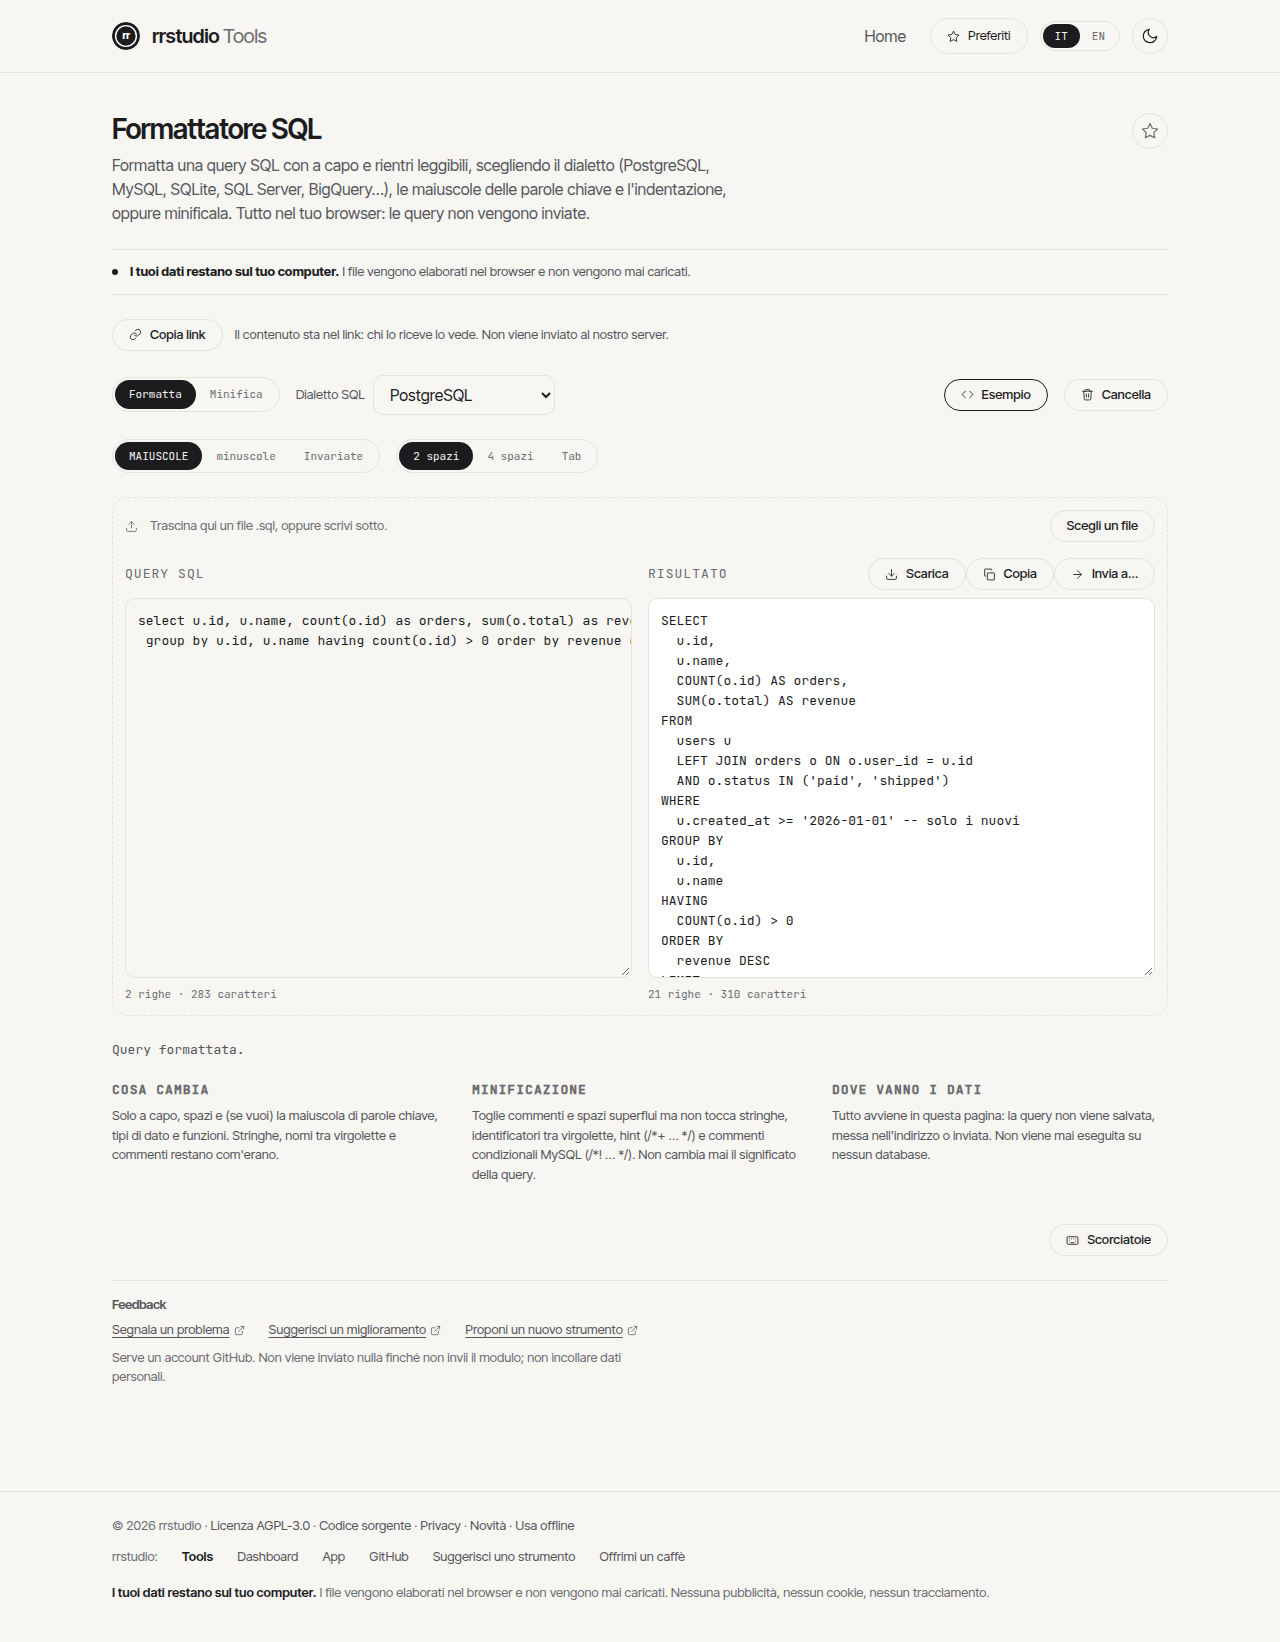 rr rrstudio Tools
Home
Preferiti
IT EN
Formattatore SQL
Formatta una query SQL con a capo e rientri leggibili, scegliendo il dialetto (PostgreSQL,
MySQL, SQLite, SQL Server, BigQuery…), le maiuscole delle parole chiave e l'indentazione,
oppure minificala. Tutto nel tuo browser: le query non vengono inviate.
I tuoi dati restano sul tuo computer. I file vengono elaborati nel browser e non vengono mai caricati.
Copia link Il contenuto sta nel link: chi lo riceve lo vede. Non viene inviato al nostro server.
Formatta Minifica Dialetto SQL PostgreSQL Esempio Cancella
MAIUSCOLE minuscole Invariate 2 spazi 4 spazi Tab
Trascina qui un file .sql, oppure scrivi sotto. Scegli un file
QUERY SQL
select u.id, u.name, count(o.id) as orders, sum(o.total) as rev
group by u.id, u.name having count(o.id) > 0 order by revenue
2 righe · 283 caratteri
RISULTATO Scarica Copia Invia a…
SELECT
  u.id,
  u.name,
  COUNT(o.id) AS orders,
  SUM(o.total) AS revenue
FROM
  users u
  LEFT JOIN orders o ON o.user_id = u.id
  AND o.status IN ('paid', 'shipped')
WHERE
  u.created_at >= '2026-01-01' -- solo i nuovi
GROUP BY
  u.id,
  u.name
HAVING
  COUNT(o.id) > 0
ORDER BY
  revenue DESC
21 righe · 310 caratteri
Query formattata.
COSA CAMBIA
Solo a capo, spazi e (se vuoi) la maiuscola di parole chiave,
tipi di dato e funzioni. Stringhe, nomi tra virgolette e
commenti restano com'erano.
MINIFICAZIONE
Toglie commenti e spazi superflui ma non tocca stringhe,
identificatori tra virgolette, hint (/*+ … */) e commenti
condizionali MySQL (/*! … */). Non cambia mai il significato
della query.
DOVE VANNO I DATI
Tutto avviene in questa pagina: la query non viene salvata,
messa nell'indirizzo o inviata. Non viene mai eseguita su
nessun database.
Scorciatoie
Feedback
Segnala un problema Suggerisci un miglioramento Proponi un nuovo strumento
Serve un account GitHub. Non viene inviato nulla finché non invii il modulo; non incollare dati
personali.
© 2026 rrstudio · Licenza AGPL-3.0 · Codice sorgente · Privacy · Novità · Usa offline
rrstudio: Tools Dashboard App GitHub Suggerisci uno strumento Offrimi un caffè
I tuoi dati restano sul tuo computer. I file vengono elaborati nel browser e non vengono mai caricati. Nessuna pubblicità, nessun cookie, nessun tracciamento.